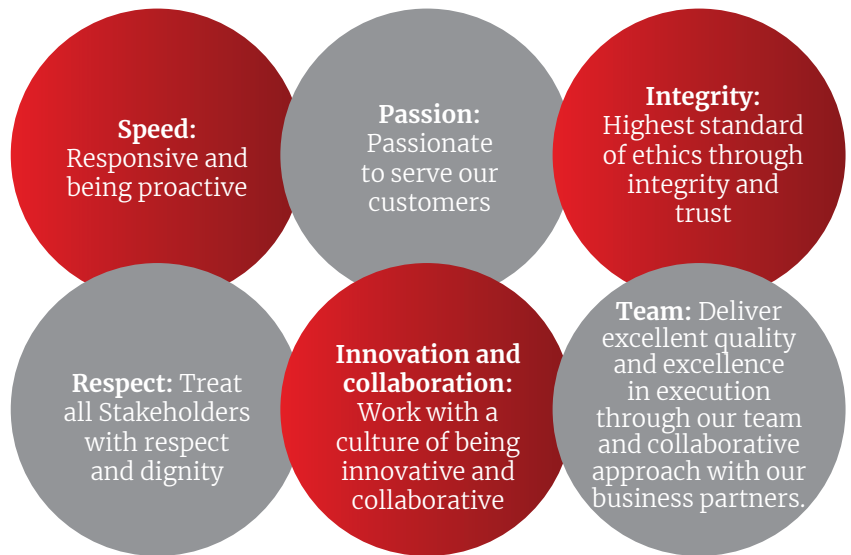 Speed:
Responsive and
being proactive
Passion:
Passionate
to serve our
customers
Integrity:
Highest standard
of ethics through
integrity and
trust
Respect: Treat
all Stakeholders
with respect
and dignity
Innovation and
collaboration:
Work with a
culture of being
innovative and
collaborative
Team: Deliver
excellent quality
and excellence
in execution
through our team
and collaborative
approach with our
business partners.